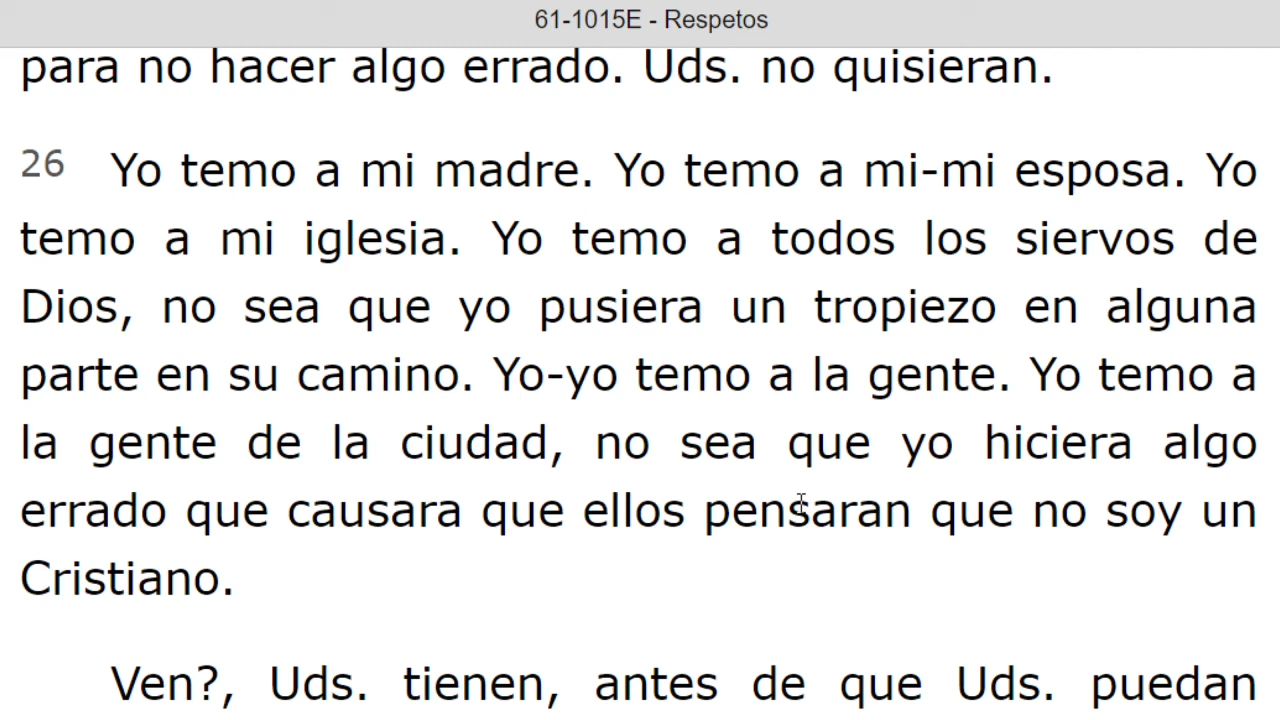 61-1015E - Respetos
para no hacer algo errado. Uds. no quisieran.
26 Yo temo a mi madre. Yo temo a mi-mi esposa. Yo
temo a mi iglesia. Yo temo a todos los siervos de
Dios, no sea que yo pusiera un tropiezo en alguna
parte en su camino. Yo-yo temo a la gente. Yo temo a
la gente de la ciudad, no sea que yo hiciera algo
errado que causara que ellos pensaran que no soy un
Cristiano.
Ven?, Uds. tienen, antes de que Uds. puedan